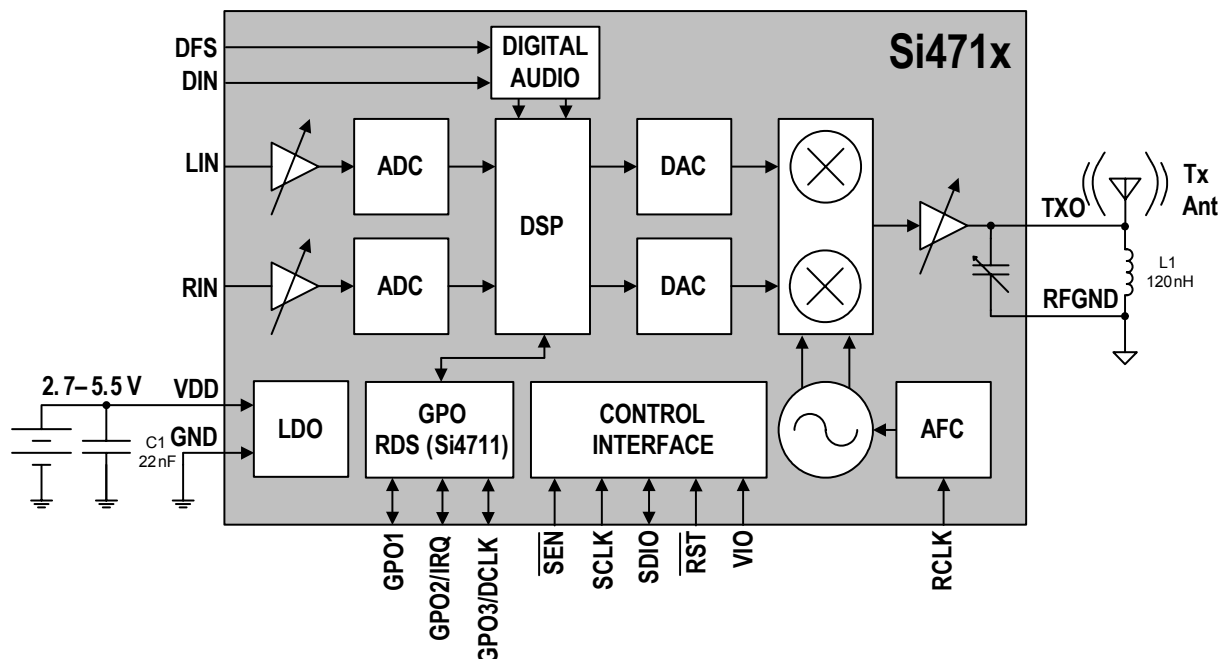 Si471x
DFS
DIN
DIGITAL
AUDIO
LIN
ADC
DSP
DAC
TXO
Tx
Ant
RIN
ADC
DAC
L1
120nH
RFGND
2.7–5.5 V
VDD
GND
C1
22nF
LDO
GPO
RDS (Si4711)
CONTROL
INTERFACE
AFC
GPO1
GPO2/IRQ
GPO3/DCLK
SEN
SCLK
SDIO
RST
VIO
RCLK